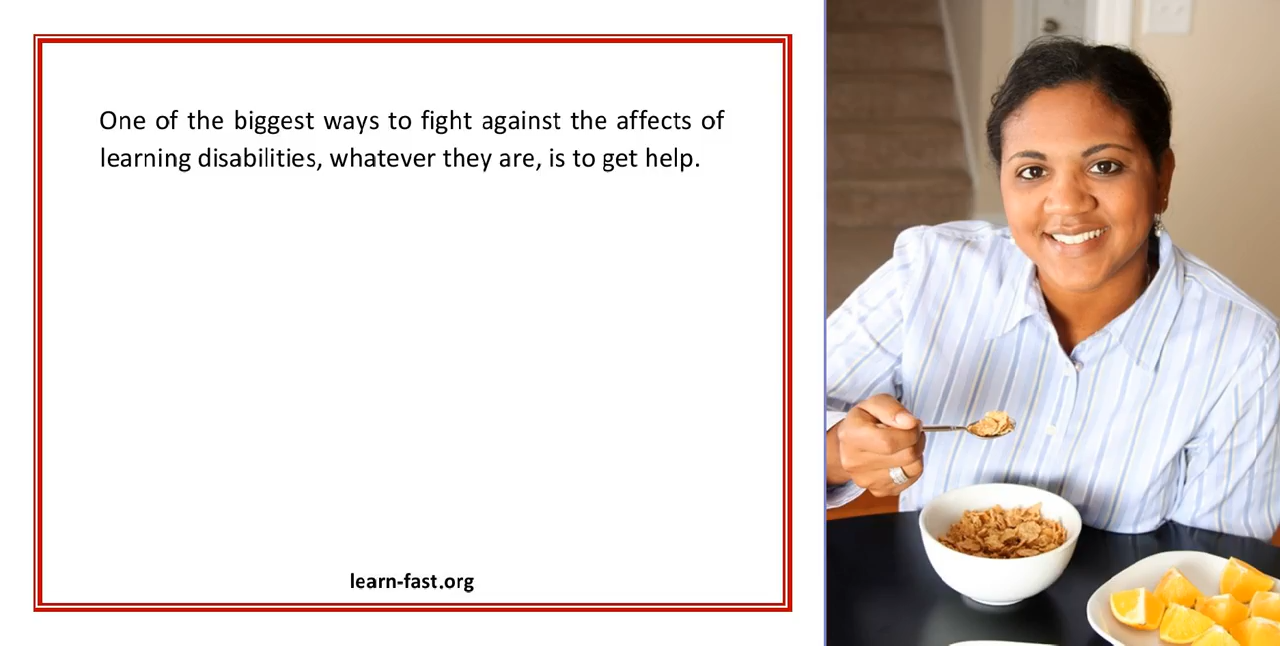 One of the biggest ways to fight against the affects of
learning disabilities, whatever they are, is to get help.
learn-fast.org